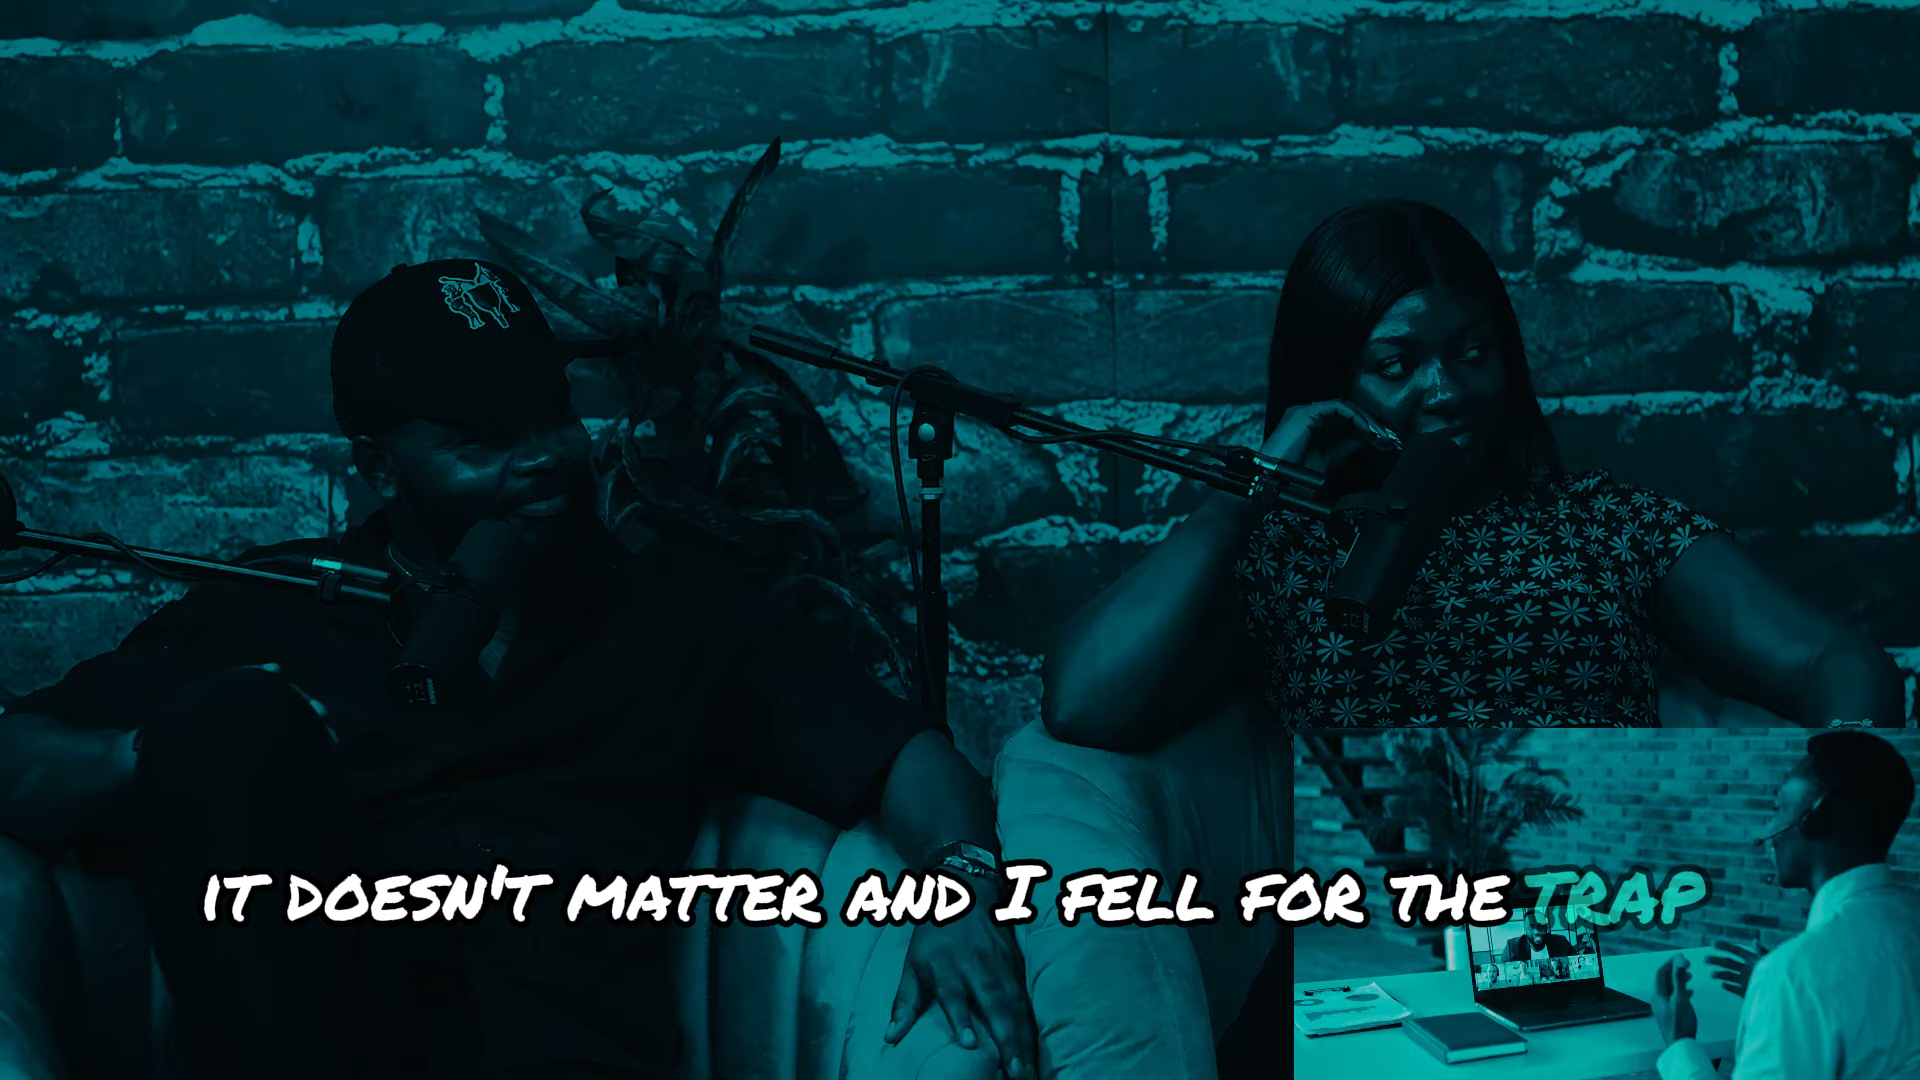 IT DOESN'T MATTER AND I FELL FOR THE TRAP